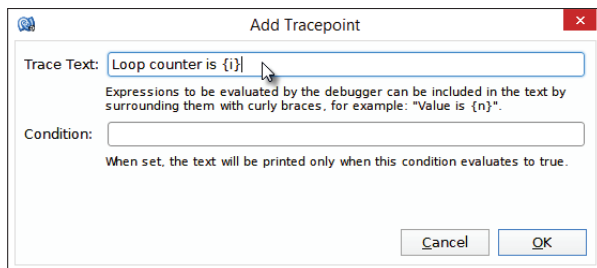 Add Tracepoint
Trace Text: Loop counter is {i}
Expressions to be evaluated by the debugger can be included in the text by
surrounding them with curly braces, for example: "Value is {n}".
Condition:
When set, the text will be printed only when this condition evaluates to true.
Cancel OK